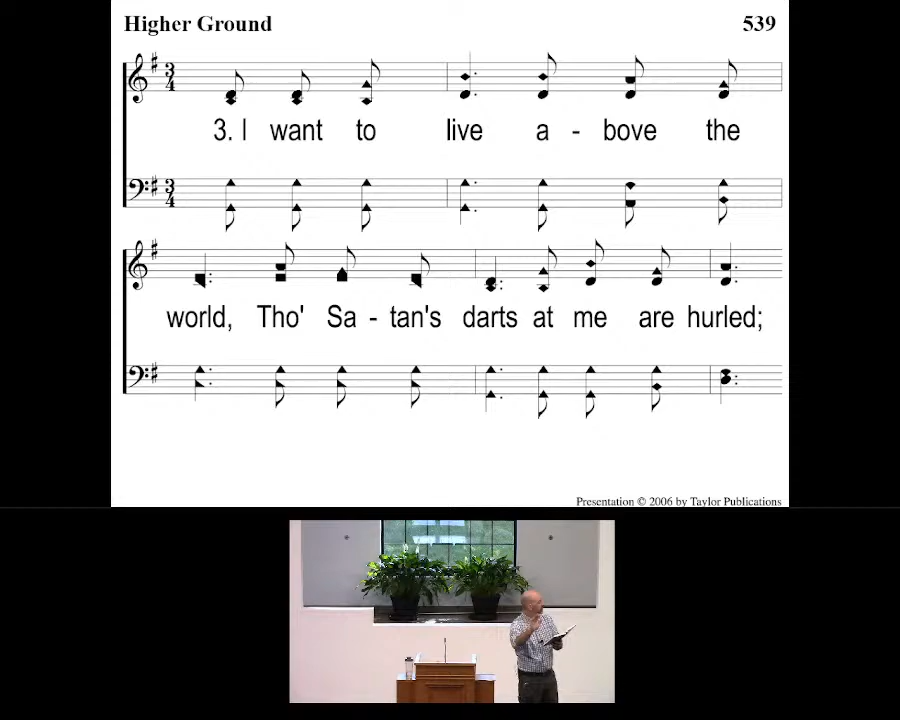 Higher Ground 539
3. I want to live a - bove the
world, Tho' Sa - tan's darts at me are hurled;
Presentation © 2006 by Taylor Publications